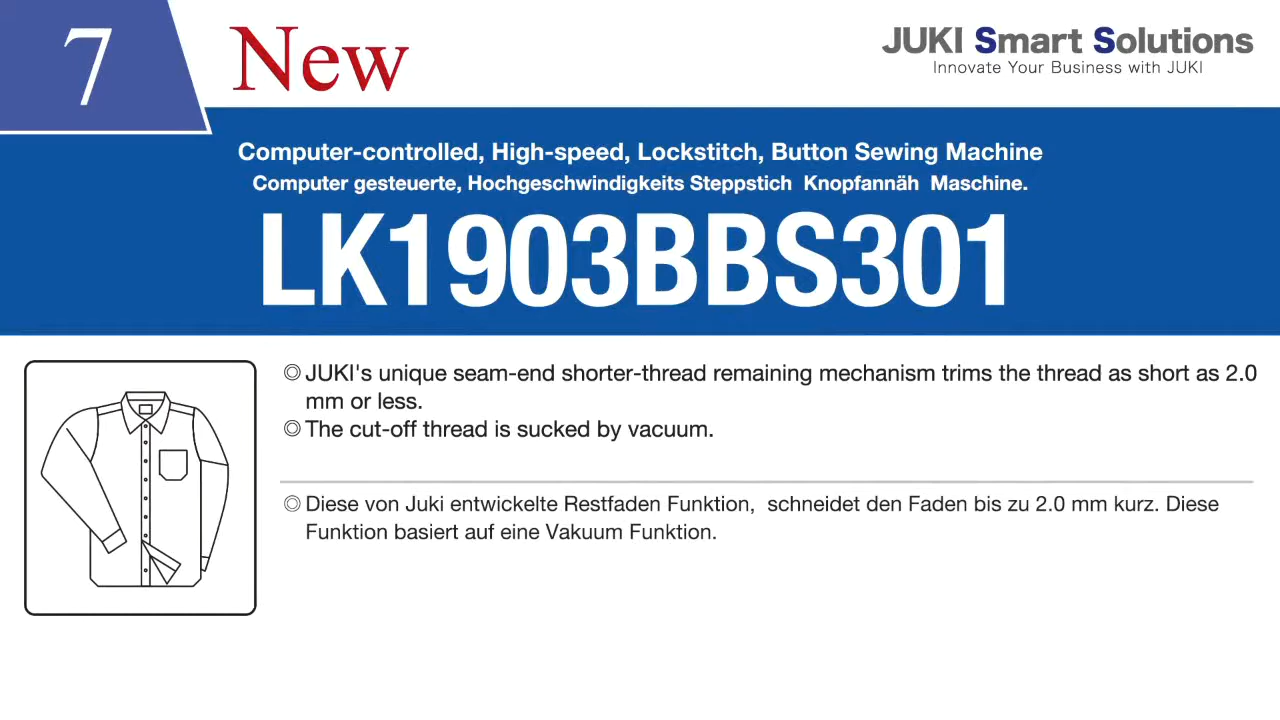 7
New
JUKI Smart Solutions
Innovate Your Business with JUKI
Computer-controlled, High-speed, Lockstitch, Button Sewing Machine
Computer gesteuerte, Hochgeschwindigkeits Steppstich Knopfannäh Maschine.
LK1903BBS301
◎ JUKI's unique seam-end shorter-thread remaining mechanism trims the thread as short as 2.0
mm or less.
◎ The cut-off thread is sucked by vacuum.
◎ Diese von Juki entwickelte Restfaden Funktion, schneidet den Faden bis zu 2.0 mm kurz. Diese
Funktion basiert auf eine Vakuum Funktion.